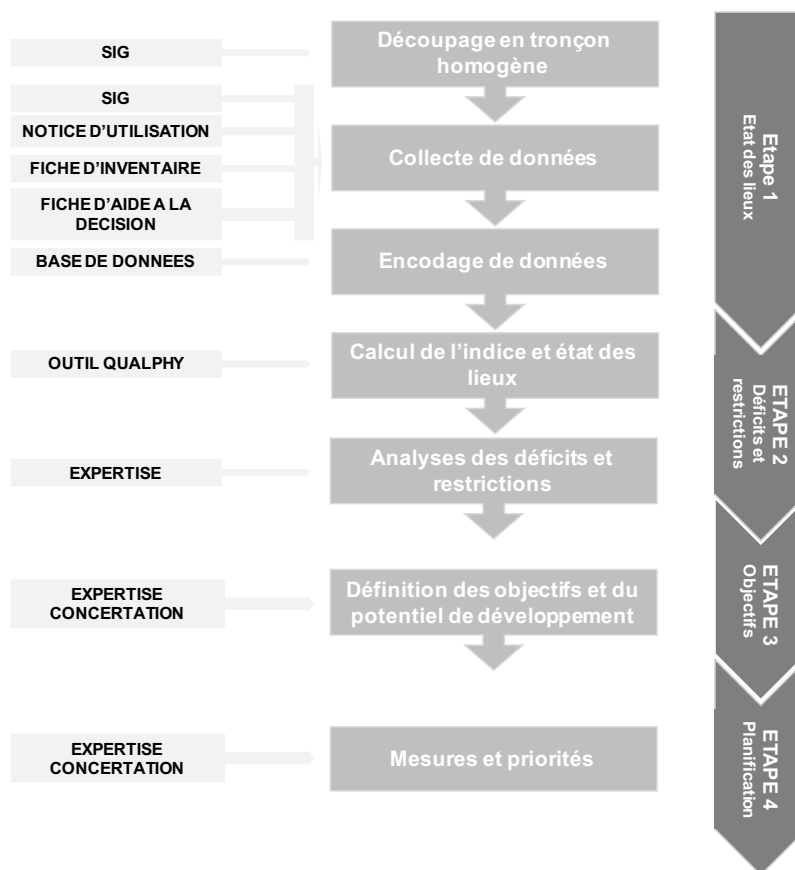 SIG
Découpage en tronçon
homogène
SIG
NOTICE D'UTILISATION
FICHE D'INVENTAIRE
FICHE D'AIDE A LA
DECISION
Collecte de données
BASE DE DONNEES
Encodage de données
OUTIL QUALPHY
Calcul de l'indice et état des
lieux
EXPERTISE
Analyses des déficits et
restrictions
EXPERTISE
CONCERTATION
Définition des objectifs et du
potentiel de développement
EXPERTISE
CONCERTATION
Mesures et priorités
Etape 1
Etat des lieux
ETAPE 2
Déficits et
restrictions
ETAPE 3
Objectifs
ETAPE 4
Planification